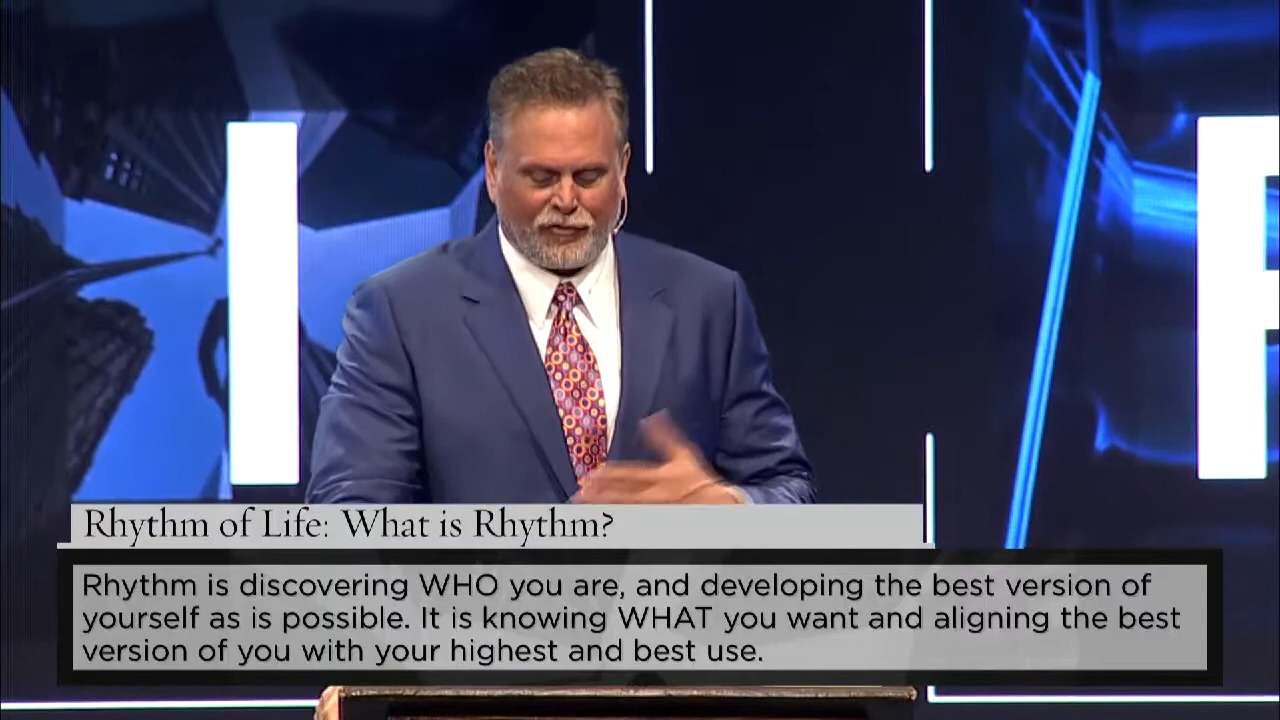 Rhythm of Life: What is Rhythm?
Rhythm is discovering WHO you are, and developing the best version of
yourself as is possible. It is knowing WHAT you want and aligning the best
version of you with your highest and best use.